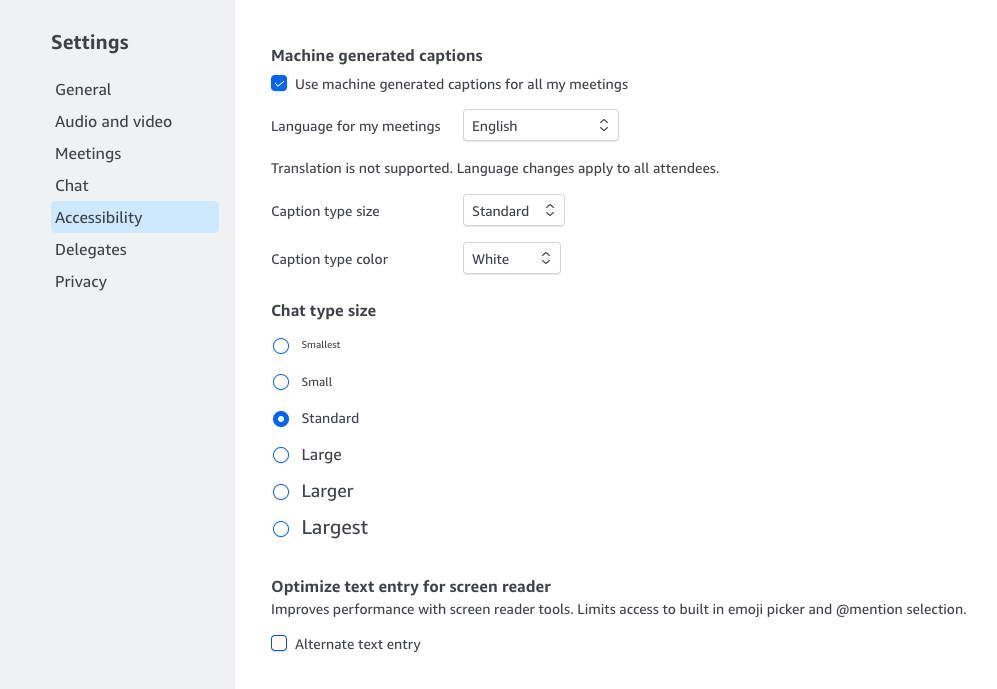 Settings
General
Audio and video
Meetings
Chat
Accessibility
Delegates
Privacy
Machine generated captions
Use machine generated captions for all my meetings
Language for my meetings English
Translation is not supported. Language changes apply to all attendees.
Caption type size Standard
Caption type color White
Chat type size
Smallest
Small
Standard
Large
Larger
Largest
Optimize text entry for screen reader
Improves performance with screen reader tools. Limits access to built in emoji picker and @mention selection.
Alternate text entry